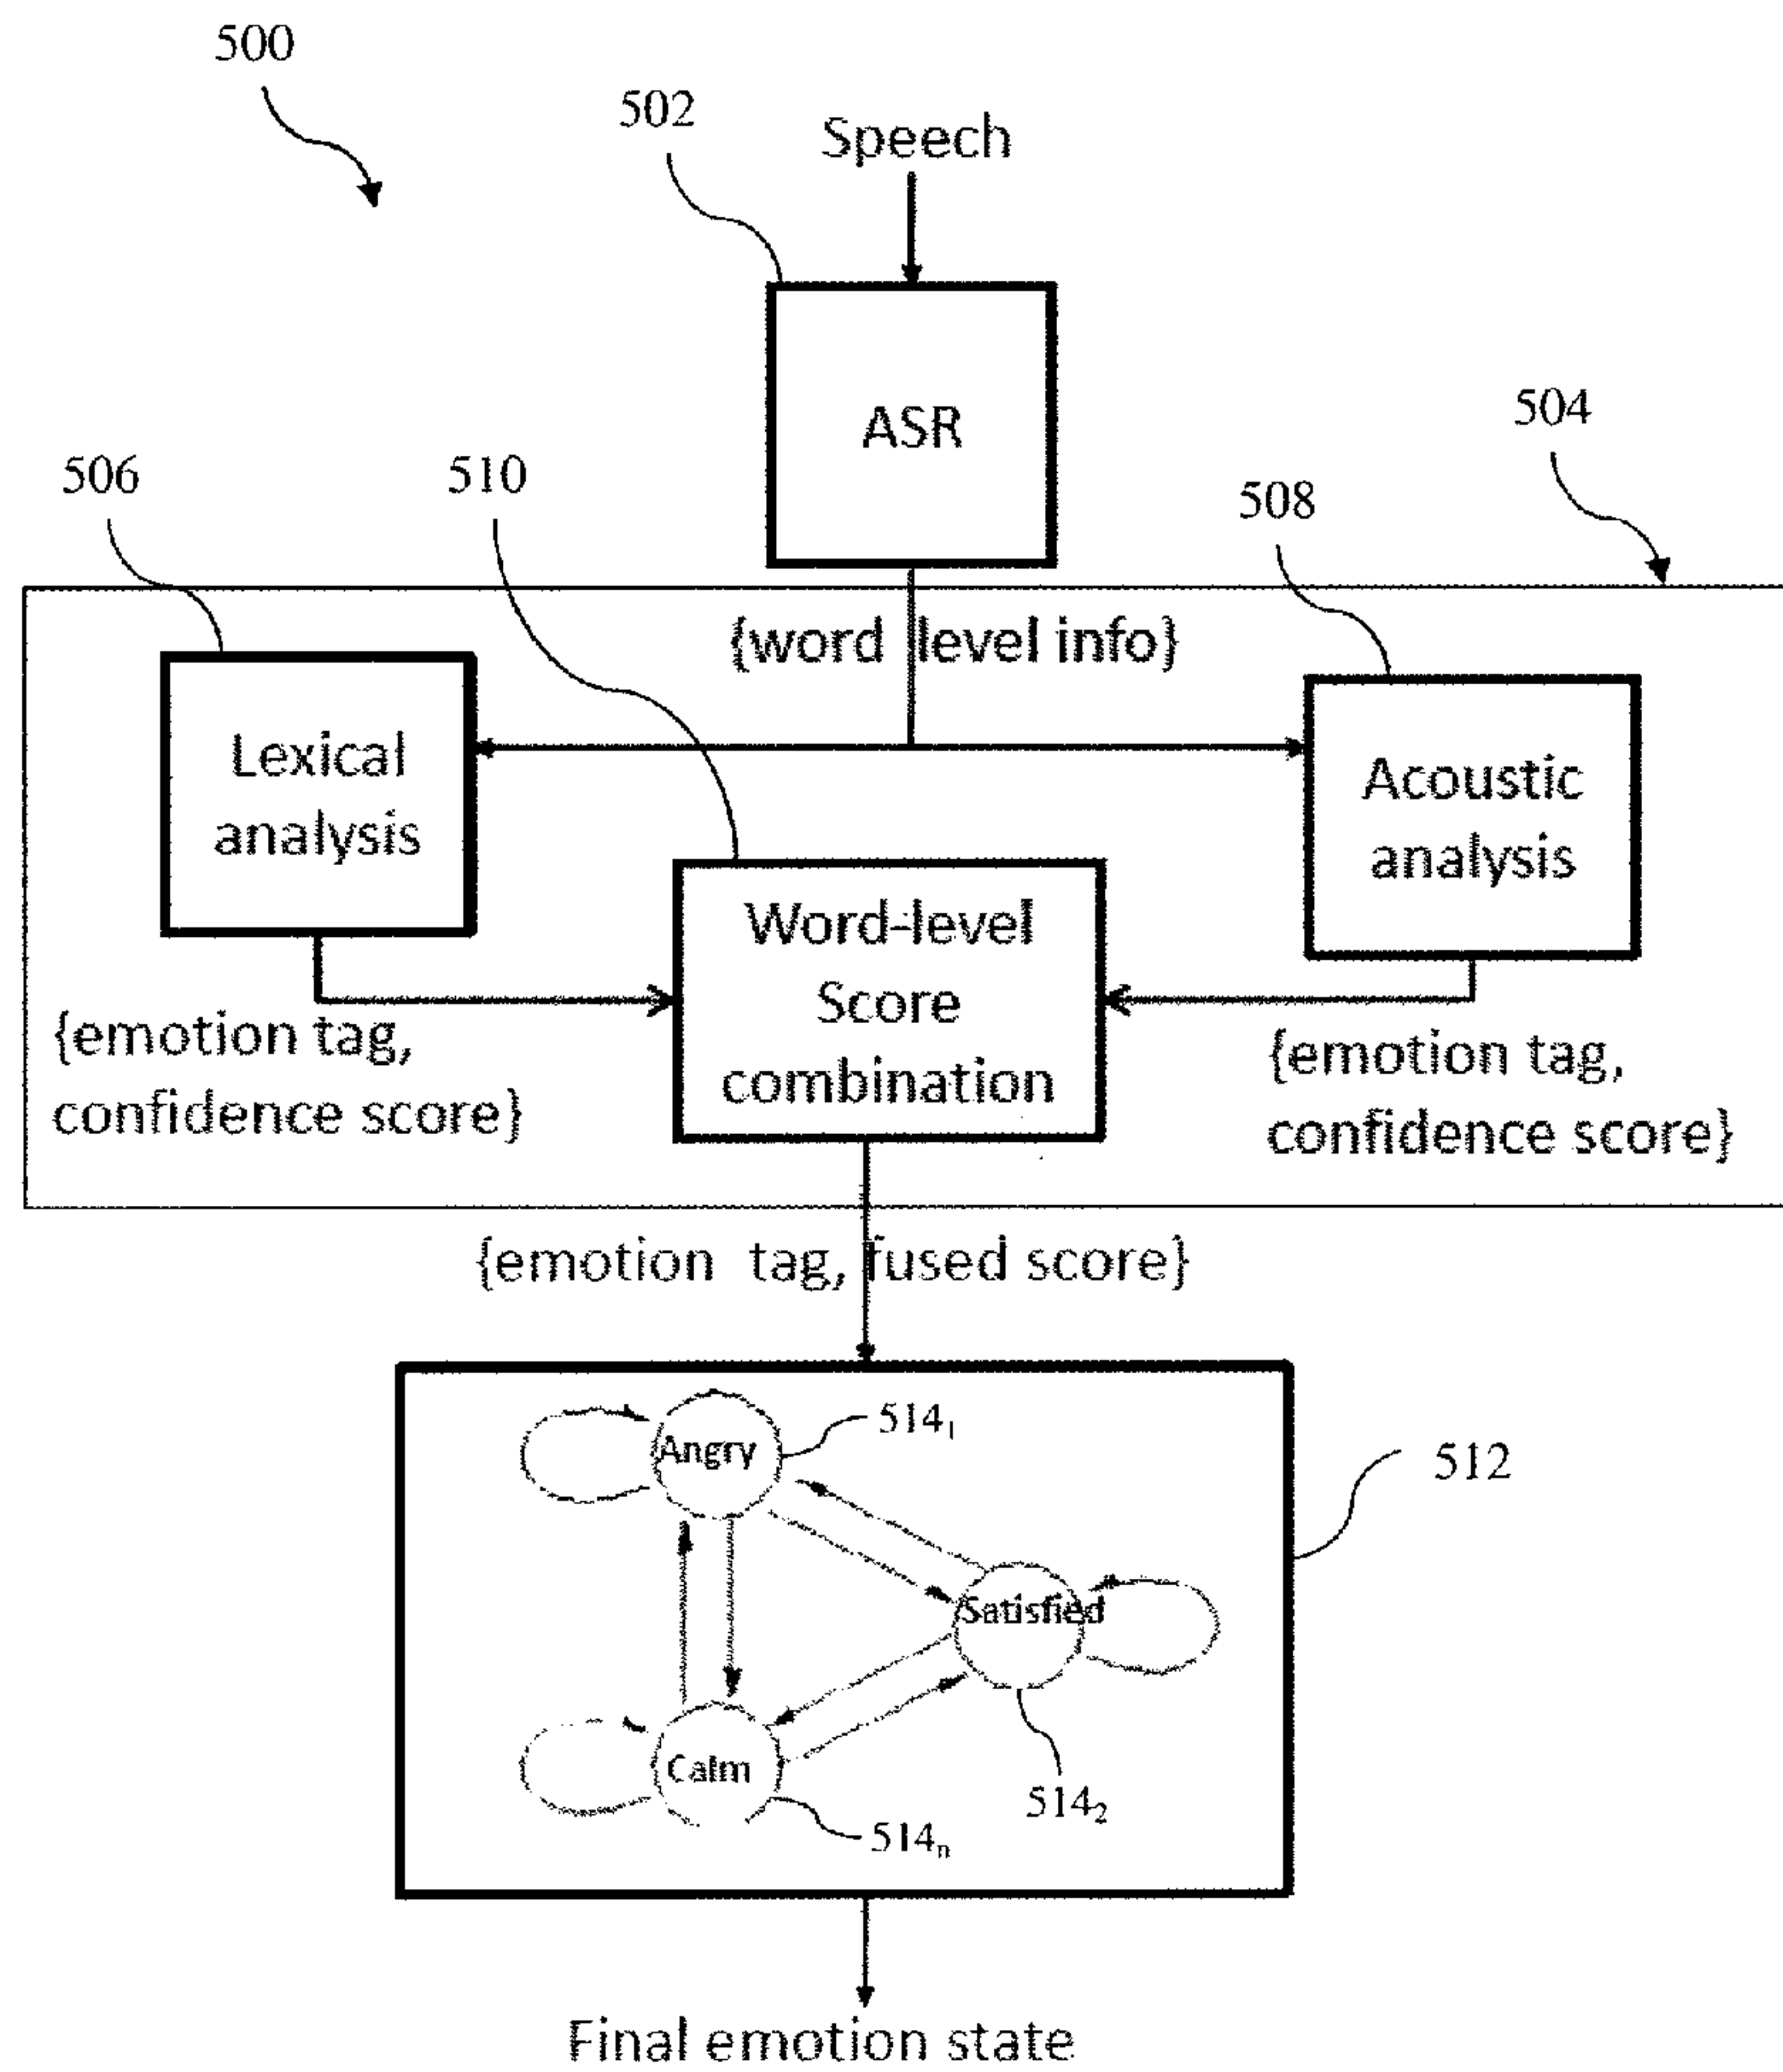 500
502
Speech
ASR
504
506
510
508
{word level info}
Lexical
analysis
Acoustic
analysis
Word-level
Score
combination
{emotion tag,
confidence score}
{emotion tag,
confidence score}
{emotion tag, fused score}
Angry
514₁
512
Satisfied
Calm
514₂
514ₙ
Final emotion state